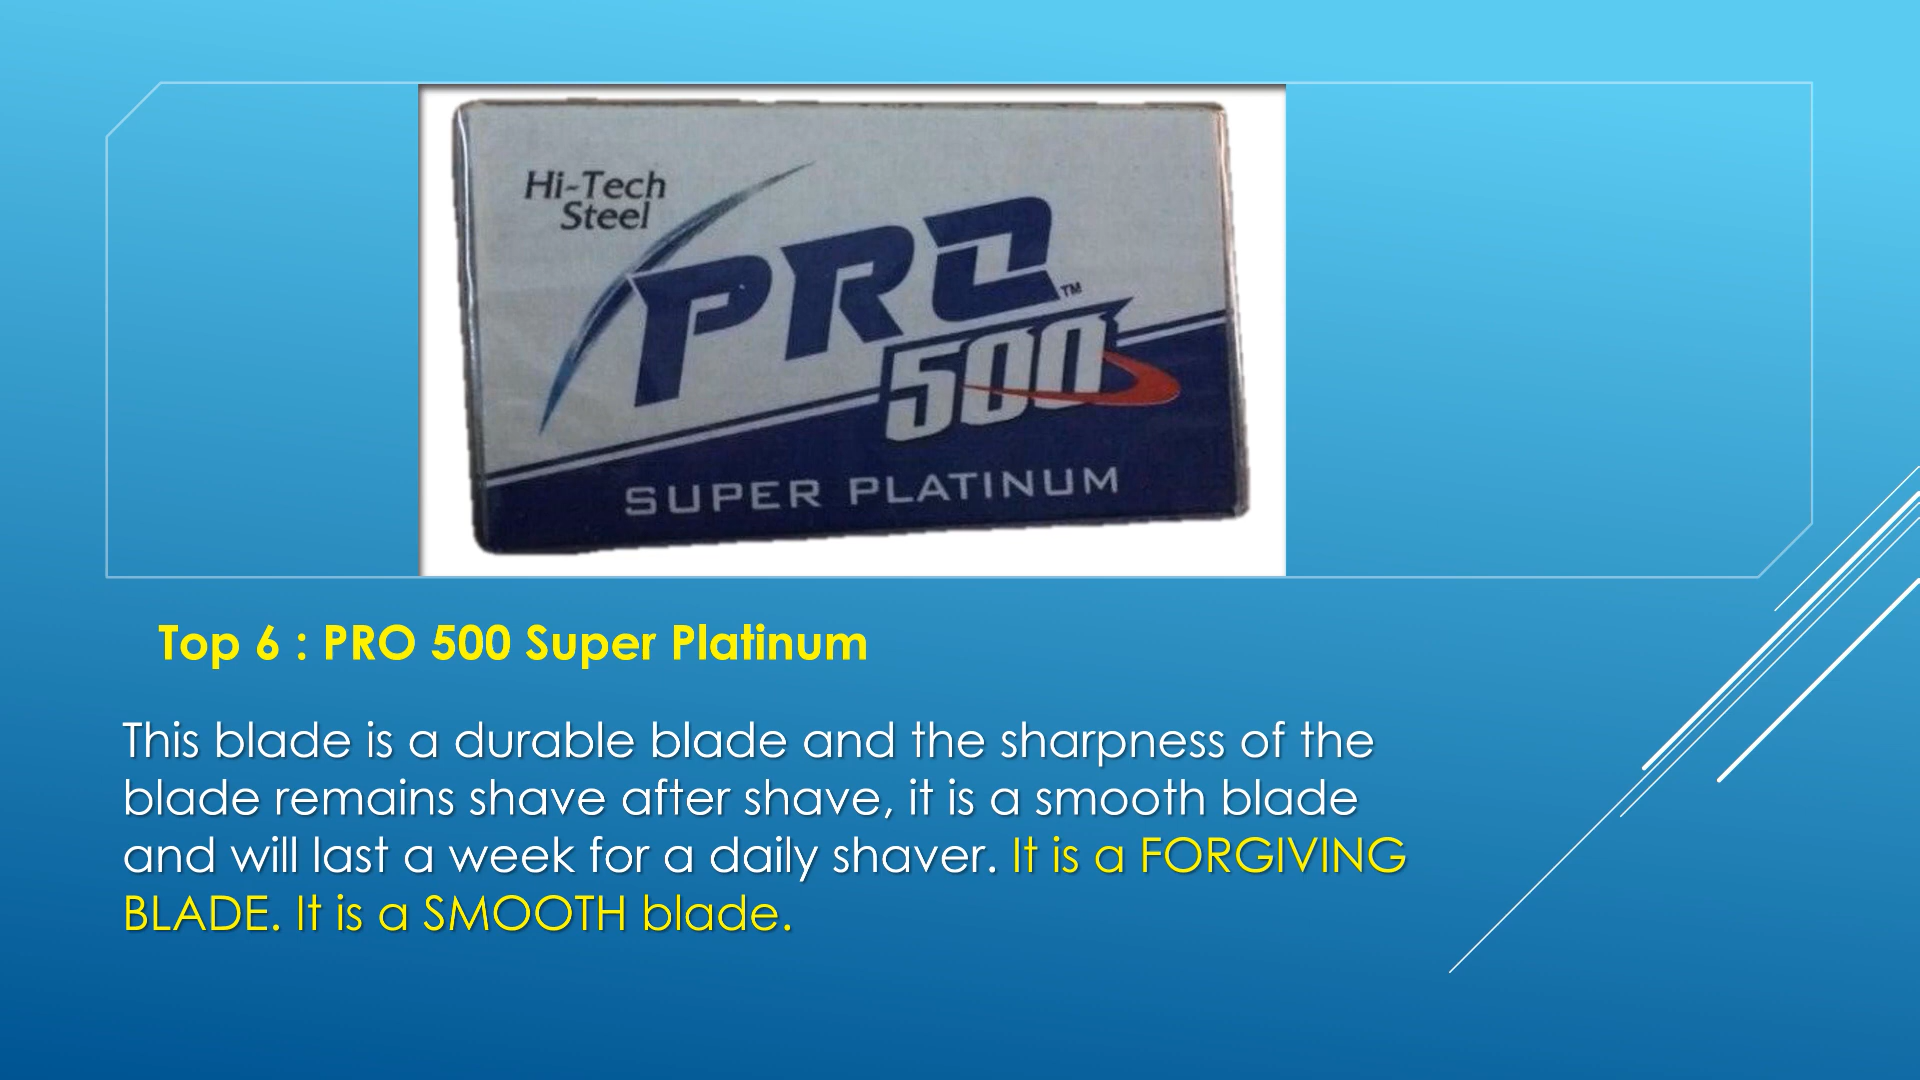 Hi-Tech
Steel
PRO™
500
SUPER PLATINUM
Top 6 : PRO 500 Super Platinum
This blade is a durable blade and the sharpness of the
blade remains shave after shave, it is a smooth blade
and will last a week for a daily shaver. It is a FORGIVING
BLADE. It is a SMOOTH blade.